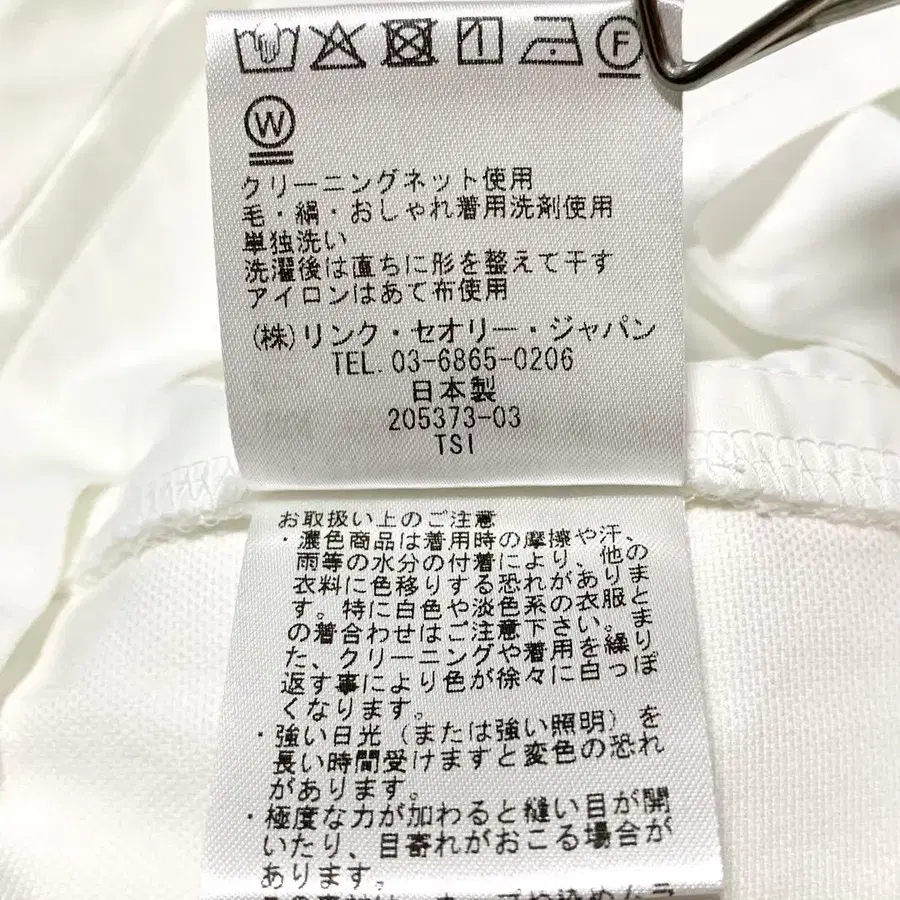 F
W
クリーニングネット使用
毛・絹・おしゃれ着用洗剤使用
単独洗い
洗濯後は直ちに形を整えて干す
アイロンはあて布使用
(株)リンク・セオリー・ジャパン
TEL. 03-6865-0206
日本製
205373-03
TSI
お取扱い上のご注意
・濃色商品は着用時の摩擦や汗、
雨等の水分の付着により、他の
衣料に色移りする恐れがありま
す。特に白色や淡色系の衣服と
の着合わせはご注意下さい。ま
た、クリーニングや着用を繰り
返す事により色が徐々に白っぽ
くなります。
・強い日光（または強い照明）を
長い時間受けますと変色の恐れ
があります。
・極度な力が加わると縫い目が開
いたり、目寄れがおこる場合が
あります。